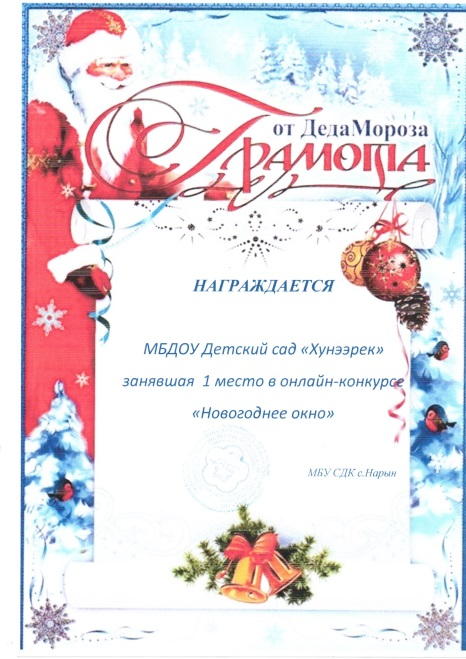 от ДедаМороза
Грамота
НАГРАЖДАЕТСЯ
МБДОУ Детский сад «Хунээрек»
занявшая 1 место в онлайн-конкурсе
«Новогоднее окно»
МБУ СДК с.Нарын